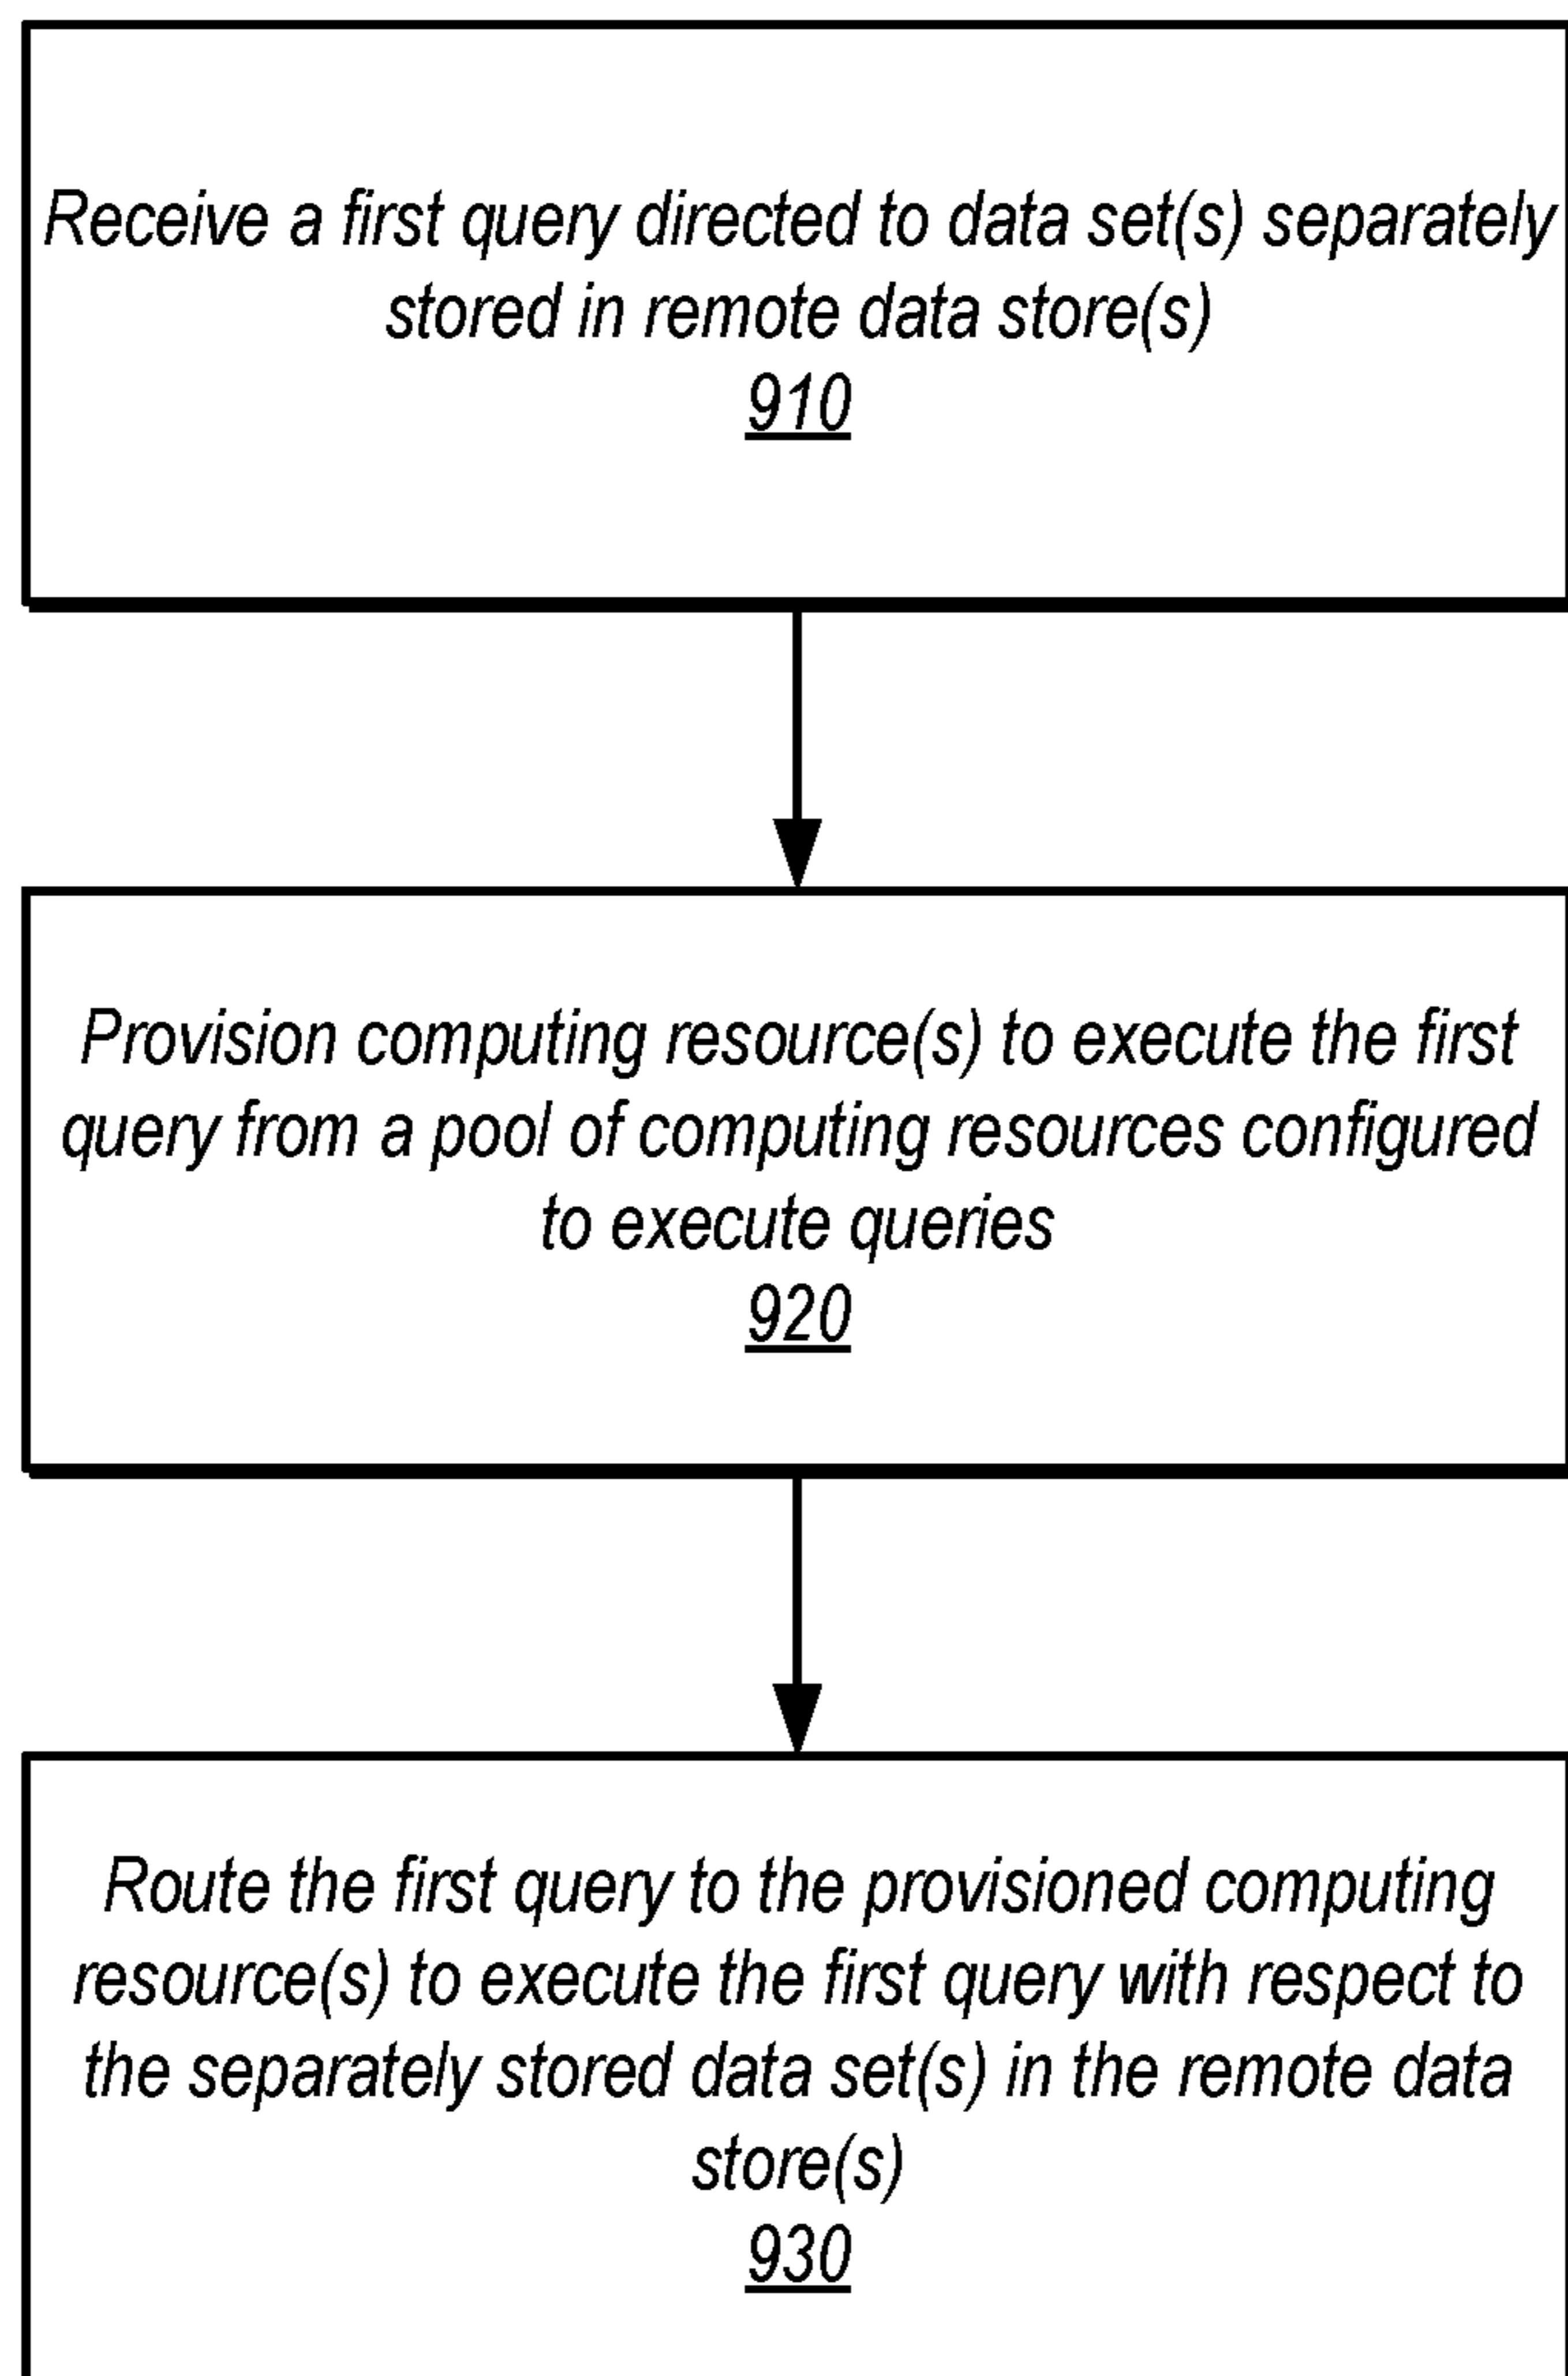 Receive a first query directed to data set(s) separately
stored in remote data store(s)
910
Provision computing resource(s) to execute the first
query from a pool of computing resources configured
to execute queries
920
Route the first query to the provisioned computing
resource(s) to execute the first query with respect to
the separately stored data set(s) in the remote data
store(s)
930